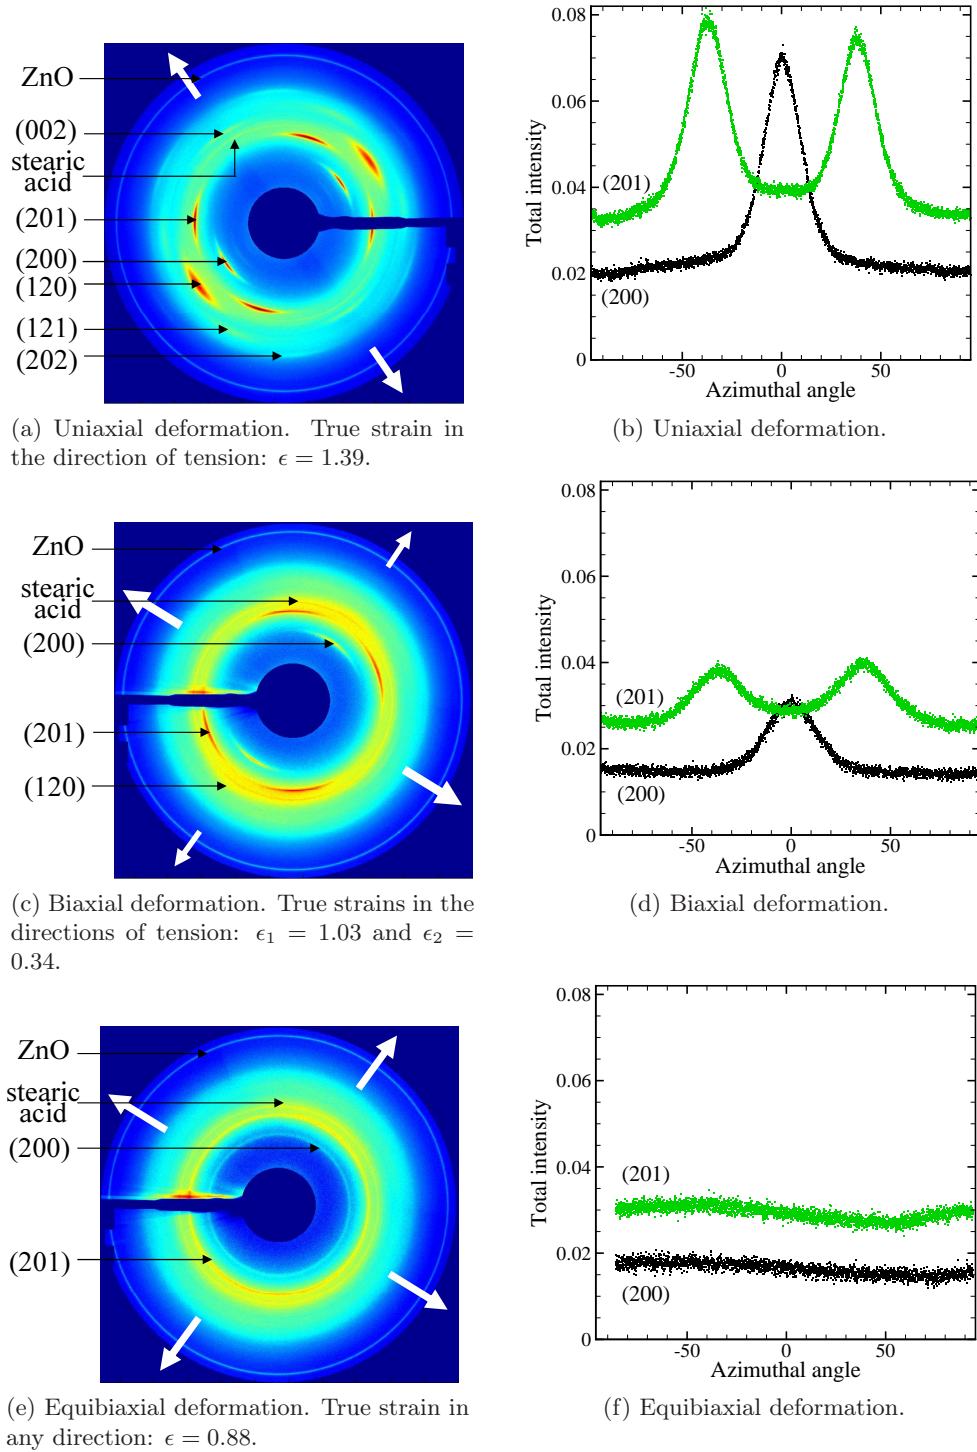 ZnO
(002)
stearic
acid
(201)
(200)
(120)
(121)
(202)
(a) Uniaxial deformation. True strain in
the direction of tension: ϵ = 1.39.
0.08
0.06
0.04
0.02
0
Total intensity
(201)
(200)
-50 0 50
Azimuthal angle
(b) Uniaxial deformation.
ZnO
stearic
acid
(200)
(201)
(120)
(c) Biaxial deformation. True strains in the
directions of tension: ϵ1 = 1.03 and ϵ2 =
0.34.
0.08
0.06
0.04
0.02
0
Total intensity
(201)
(200)
-50 0 50
Azimuthal angle
(d) Biaxial deformation.
ZnO
stearic
acid
(200)
(201)
(e) Equibiaxial deformation. True strain in
any direction: ϵ = 0.88.
0.08
0.06
0.04
0.02
0
Total intensity
(201)
(200)
-50 0 50
Azimuthal angle
(f) Equibiaxial deformation.